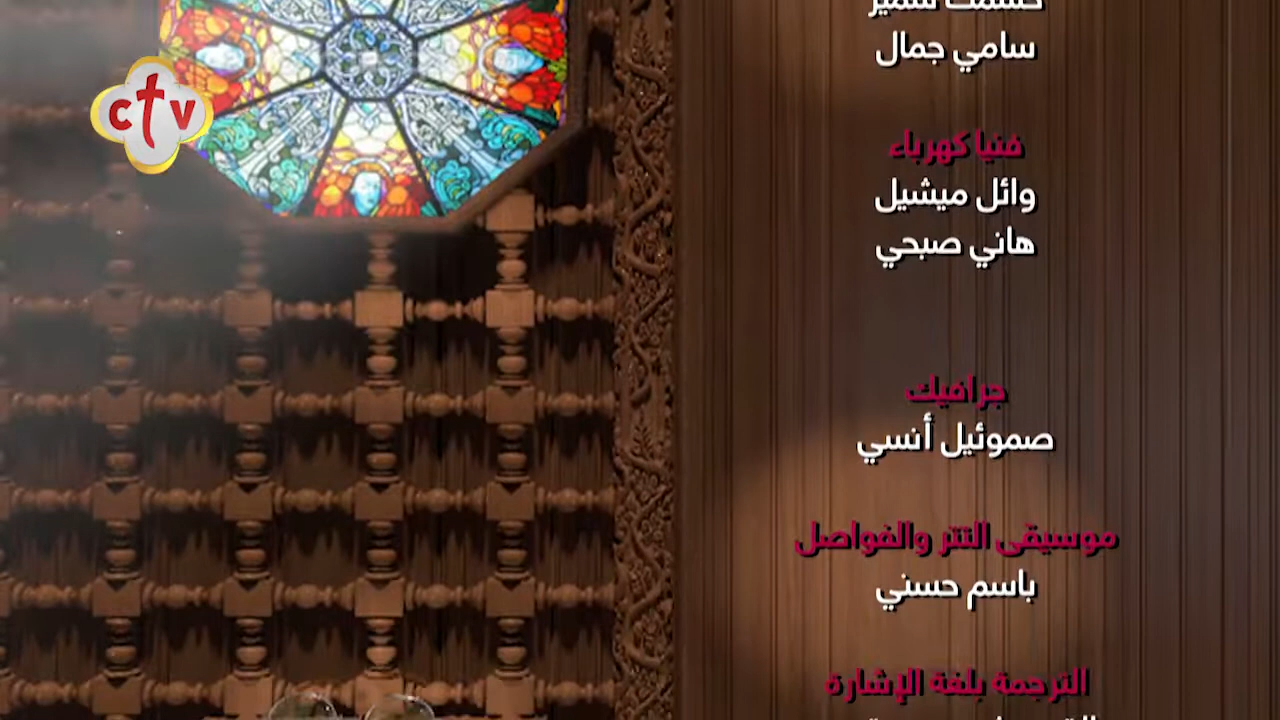 ctv
سامي جمال
فنيا كهرباء
وائل ميشيل
هاني صبحي
جرافيك
صموئيل أنسي
موسيقى التتر والفواصل
باسم حسني
الترجمة بلغة الإشارة